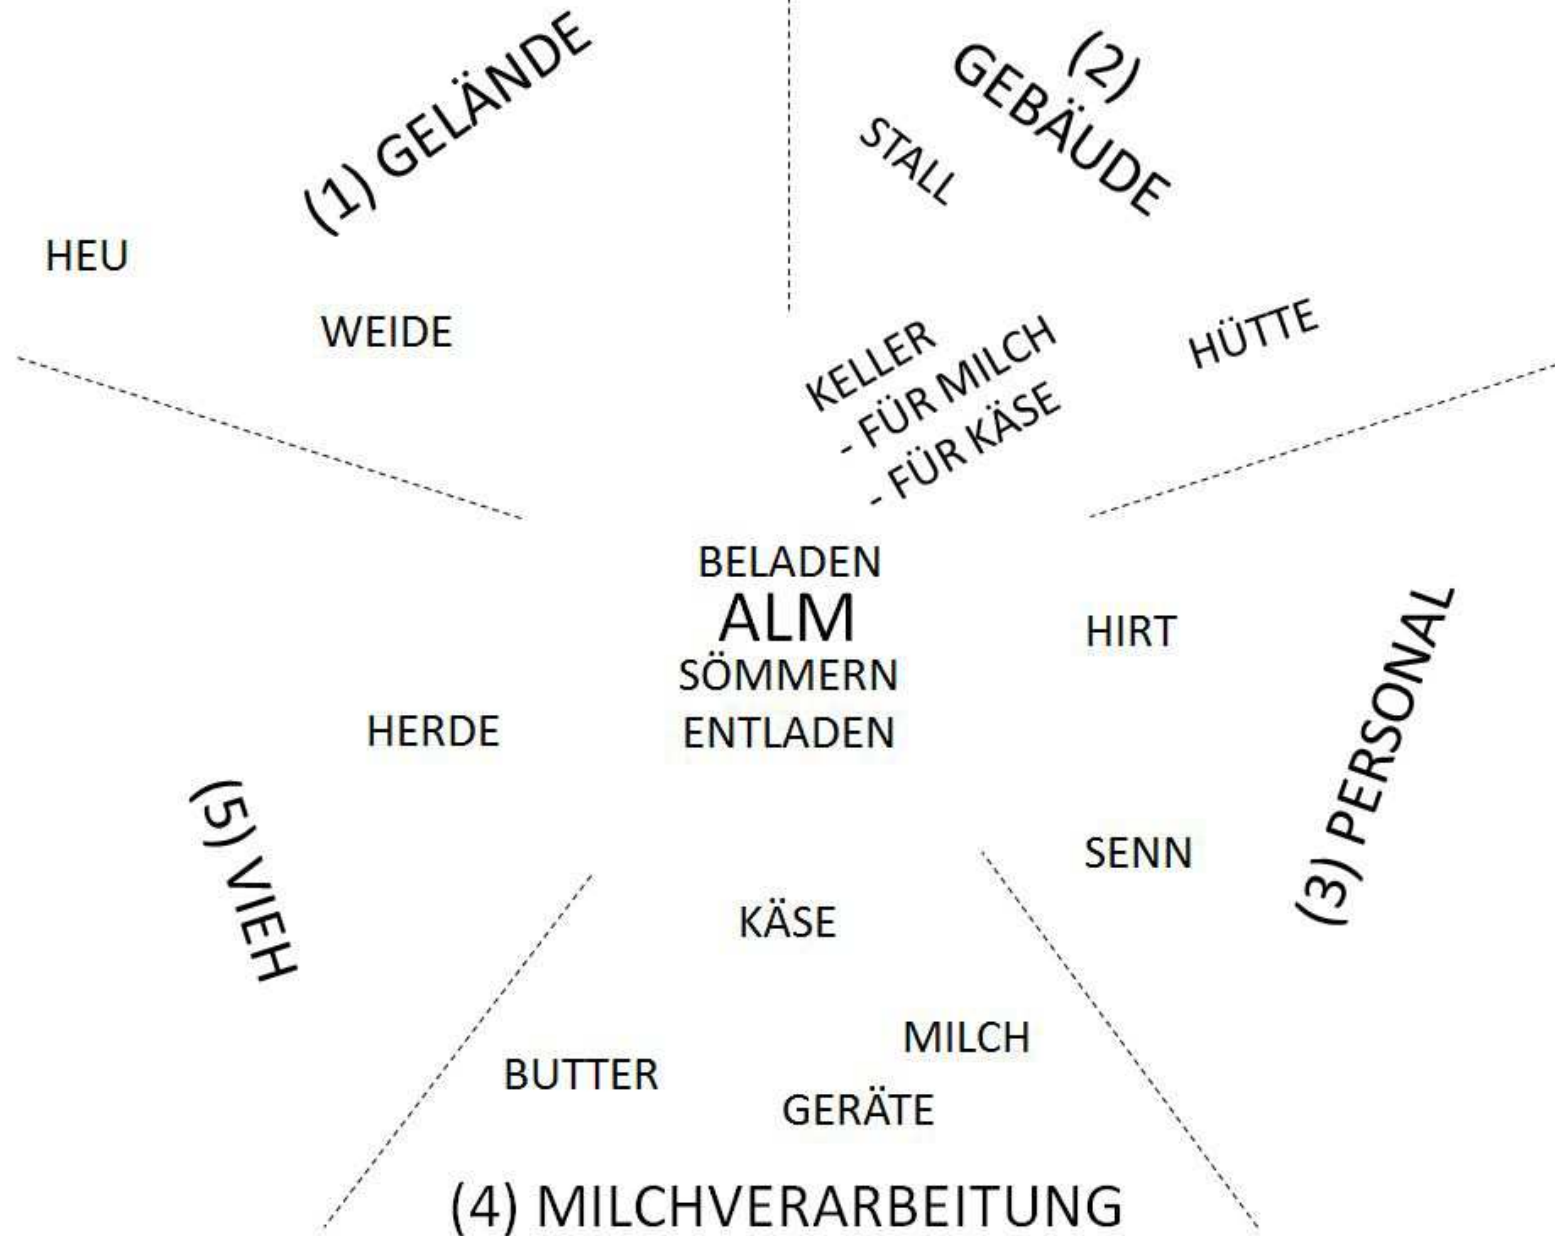 (1) GELÄNDE
HEU
WEIDE
(2)
GEBÄUDE
STALL
HÜTTE
KELLER
- FÜR MILCH
- FÜR KÄSE
BELADEN
ALM
SÖMMERN
ENTLADEN
HIRT
SENN
(3) PERSONAL
KÄSE
MILCH
BUTTER
GERÄTE
(4) MILCHVERARBEITUNG
HERDE
(5) VIEH